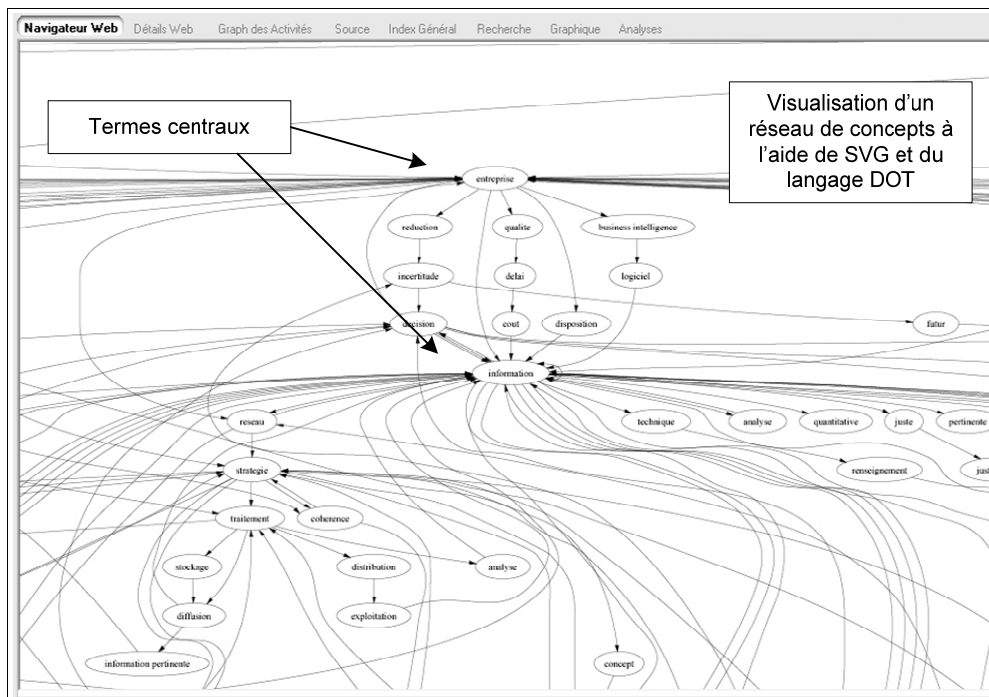 Navigateur Web Détails Web Graph des Activités Source Index Général Recherche Graphique Analyses
Termes centraux
Visualisation d'un
réseau de concepts à
l'aide de SVG et du
langage DOT
entreprise
reduction qualite business intelligence
incertitude delai logiciel
decision cout disposition futur
information
reseau technique analyse quantitative juste pertinente
strategie renseignement just
traitement coherence
stockage distribution analyse
diffusion exploitation
information pertinente concept